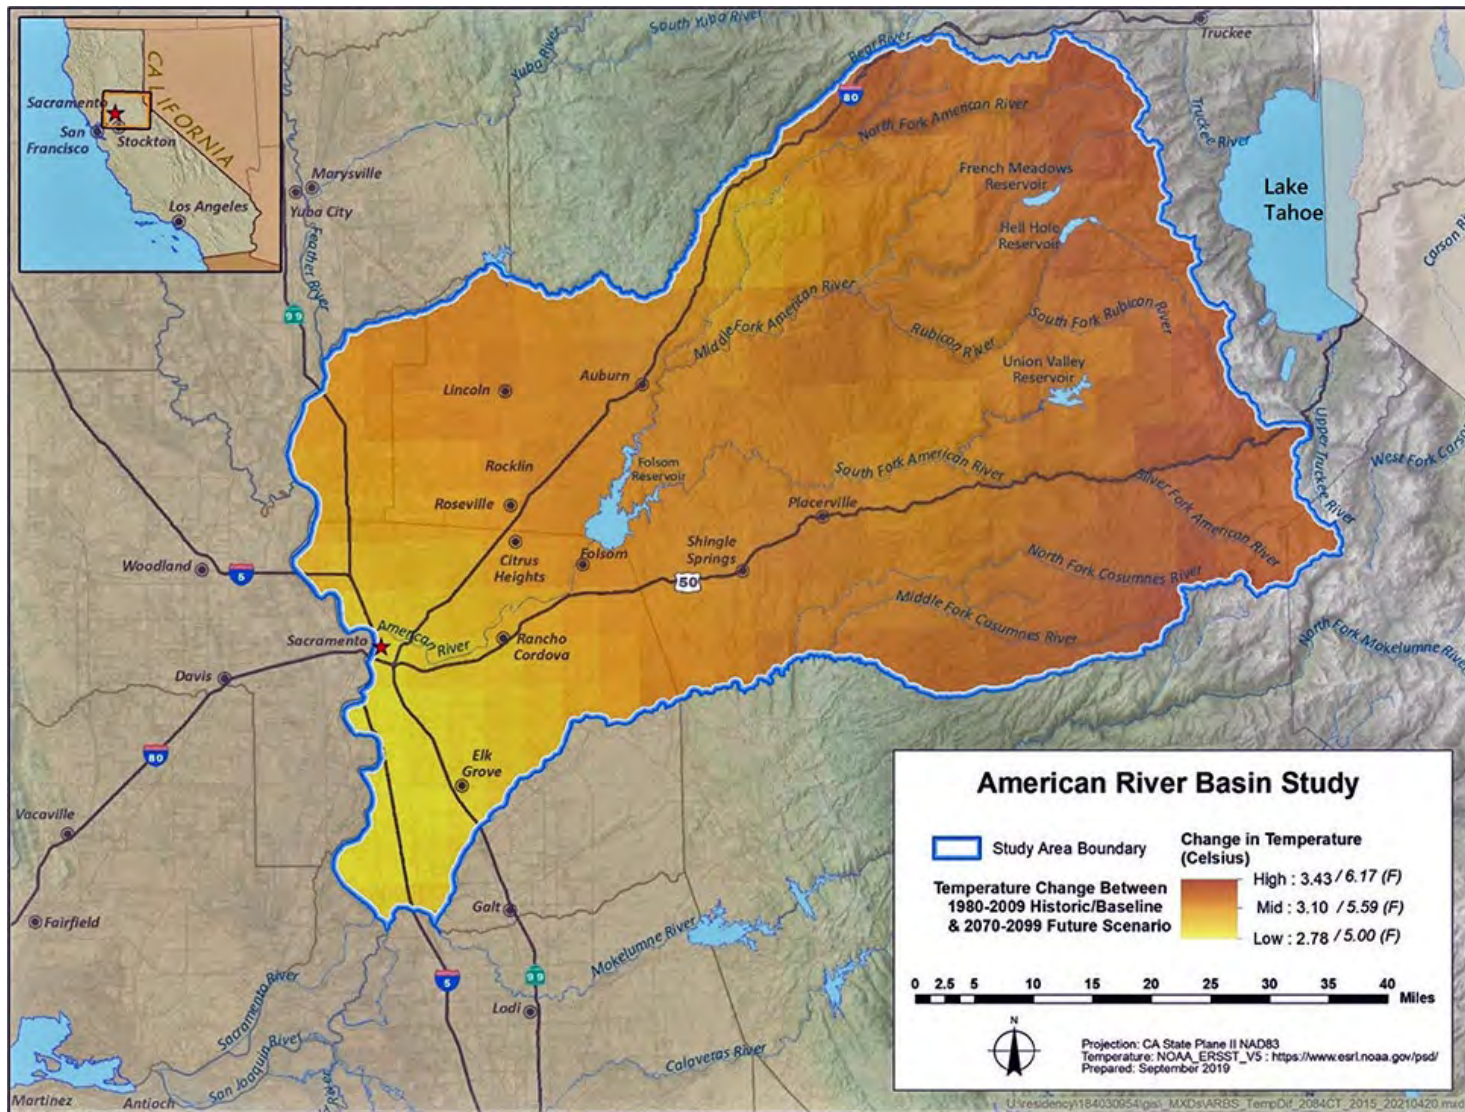 CALIFORNIA
Sacramento
San
Francisco
Stockton
Los Angeles
South Yuba River
Yuba River
Bear River
Truckee
80
North Fork American River
Truckee
River
Marysville
Yuba City
Feather River
French Meadows
Reservoir
Hell Hole
Reservoir
Lake
Tahoe
Carson
99
Middle Fork American River
Rubicon River
South Fork Rubicon
River
Union Valley
Reservoir
Lincoln
Auburn
Rocklin
Folsom
Reservoir
Roseville
South Fork American River
Placerville
Upper Truckee River
West Fork Carson
Silver Fork American River
Woodland
5
Citrus
Heights
Folsom
Shingle
Springs
50
North Fork Cosumnes River
Middle Fork Cosumnes River
Sacramento
American
River
Rancho
Cordova
North Fork Mokelumne River
Davis
80
Elk
Grove
Vacaville
Fairfield
Galt
Mokelumne River
5
99
Lodi
Sacramento River
San Joaquin River
Calaveras River
Martinez
Antioch
American River Basin Study
Study Area Boundary
Temperature Change Between
1980-2009 Historic/Baseline
& 2070-2099 Future Scenario
Change in Temperature
(Celsius)
High : 3.43 / 6.17 (F)
Mid : 3.10 / 5.59 (F)
Low : 2.78 / 5.00 (F)
0 2.5 5 10 15 20 25 30 35 40 Miles
N
Projection: CA State Plane II NAD83
Temperature: NOAA_ERSST_V5 : https://www.esrl.noaa.gov/psd/
Prepared: September 2019
U:\residency\184030954\gis\_MXDs\ARBS_TempDif_2084CT_2015_20210420.mxd